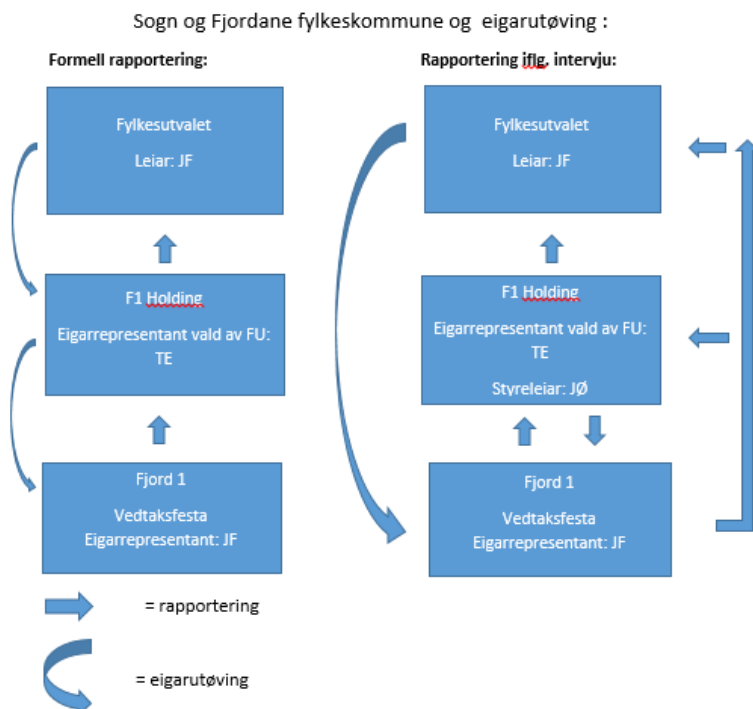 Sogn og Fjordane fylkeskommune og eigarutøving :
Formell rapportering:
Fylkesutvalet
Leiar: JF
F1 Holding
Eigarrepresentant vald av FU:
TE
Fjord 1
Vedtaksfesta
Eigarrepresentant: JF
Rapportering iflg. intervju:
Fylkesutvalet
Leiar: JF
F1 Holding
Eigarrepresentant vald av FU:
TE
Styreleiar: JØ
Fjord 1
Vedtaksfesta
Eigarrepresentant: JF
= rapportering
= eigarutøving